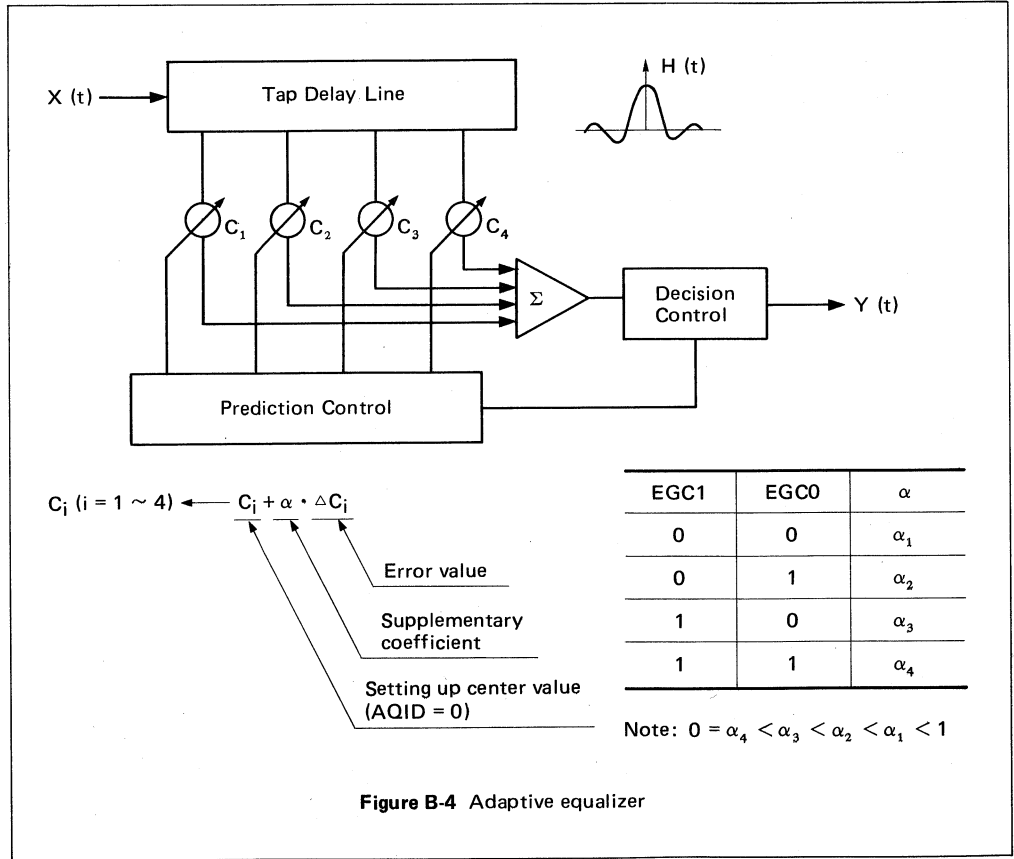 H (t)
X (t)
Tap Delay Line
C₁
C₂
C₃
C₄
Σ
Decision
Control
Y (t)
Prediction Control
Cᵢ (i = 1 ~ 4) ← Cᵢ + α · △Cᵢ
Error value
Supplementary
coefficient
Setting up center value
(AQID = 0)
EGC1 EGC0 α
0 0 α₁
0 1 α₂
1 0 α₃
1 1 α₄
Note: 0 = α₄ < α₃ < α₂ < α₁ < 1
Figure B-4 Adaptive equalizer